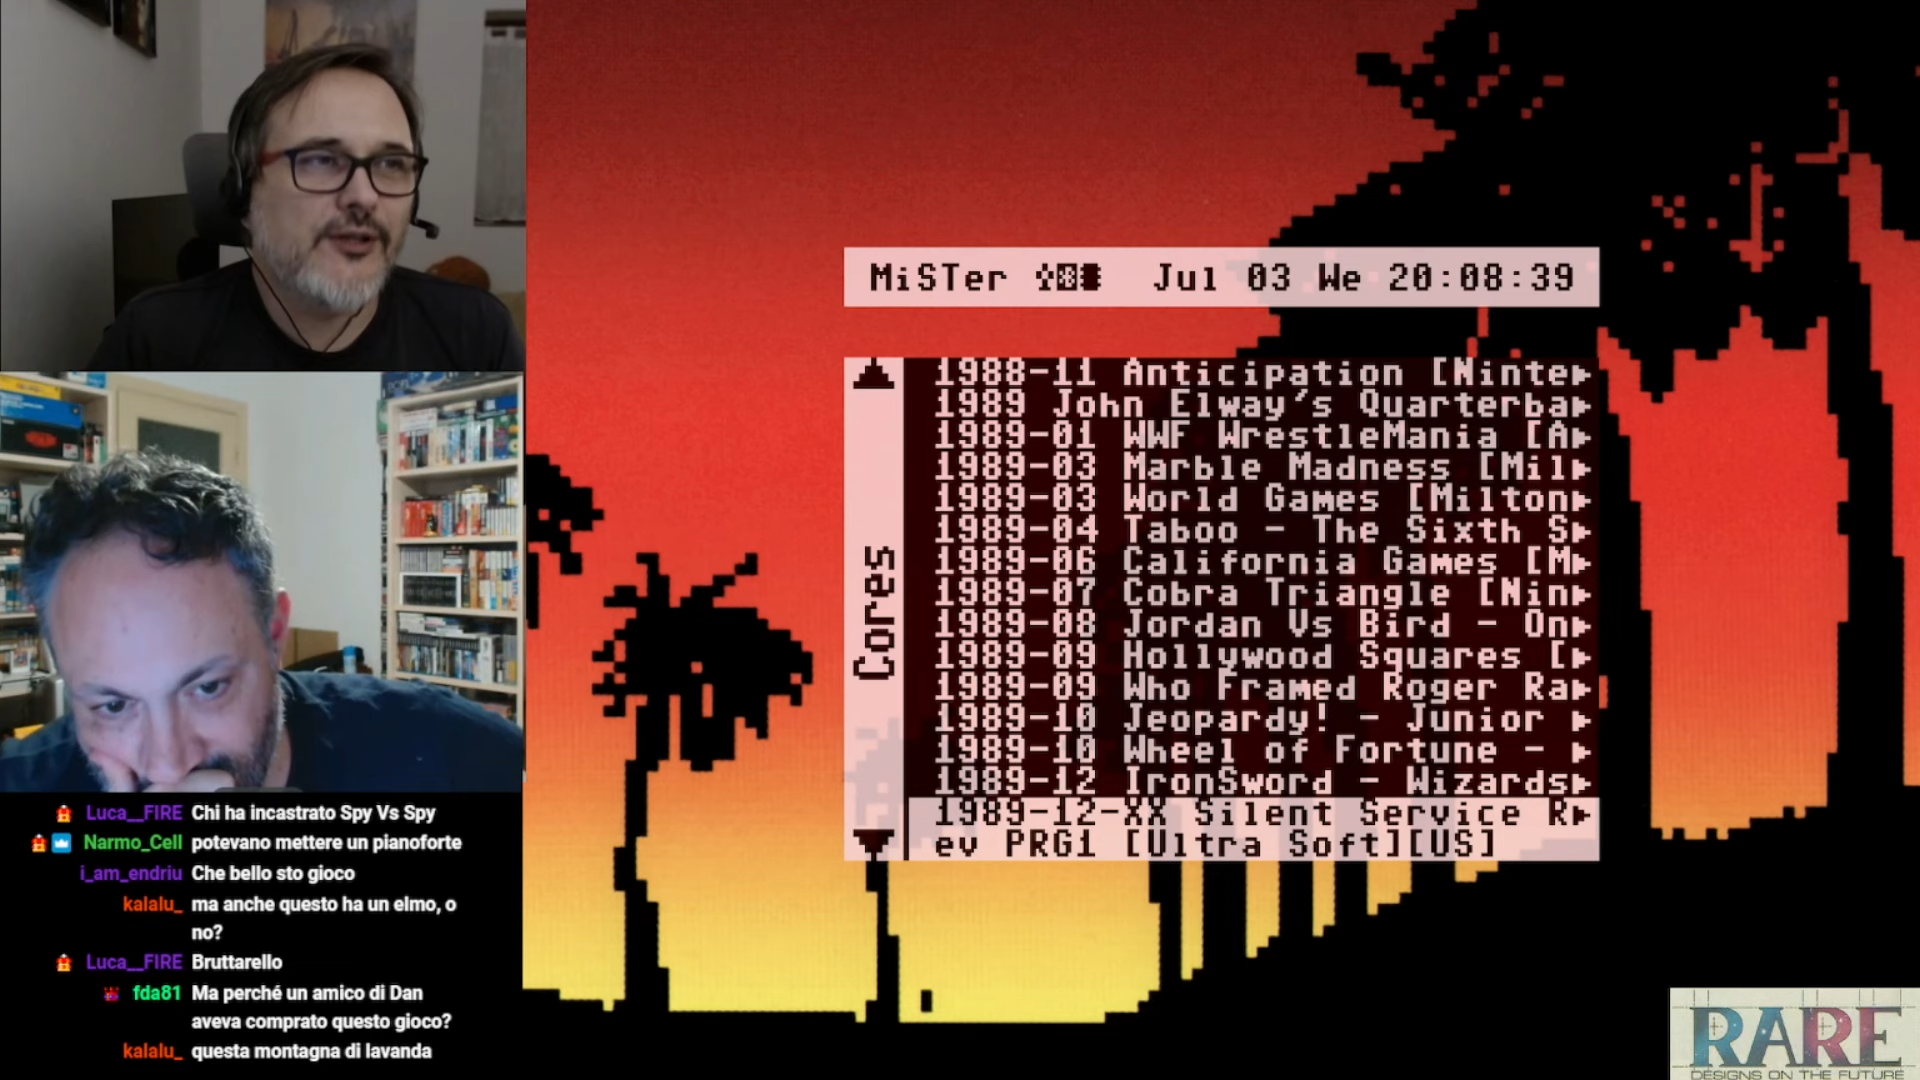 MiSTer Jul 03 We 20:08:39
Cores
1988-11 Anticipation [Ninte
1989 John Elway's Quarterba
1989-01 WWF WrestleMania [A
1989-03 Marble Madness [Mil
1989-03 World Games [Milton
1989-04 Taboo - The Sixth S
1989-06 California Games [M
1989-07 Cobra Triangle [Nin
1989-08 Jordan Vs Bird - On
1989-09 Hollywood Squares [
1989-09 Who Framed Roger Ra
1989-10 Jeopardy! - Junior
1989-10 Wheel of Fortune -
1989-12 IronSword - Wizards
1989-12-XX Silent Service R
ev PRG1 [Ultra Soft][US]
Luca__FIRE Chi ha incastrato Spy Vs Spy
Narmo_Cell potevano mettere un pianoforte
i_am_endriu Che bello sto gioco
kalalu_ ma anche questo ha un elmo, o
no?
Luca__FIRE Bruttarello
fda81 Ma perché un amico di Dan
aveva comprato questo gioco?
kalalu_ questa montagna di lavanda
RARE
DESIGNS ON THE FUTURE